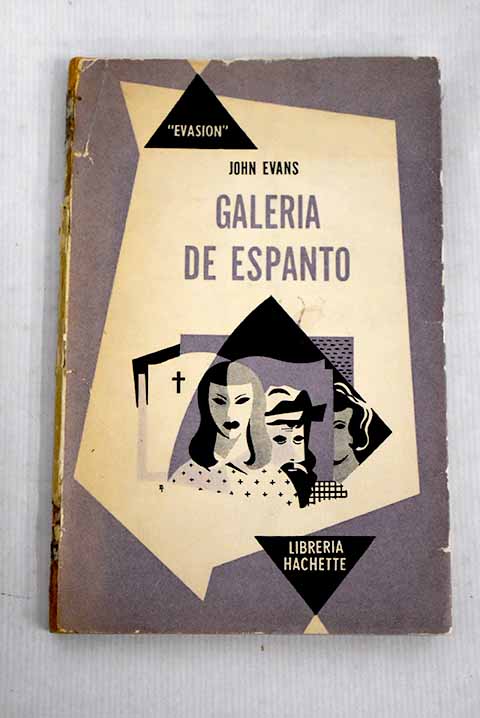 "EVASION"
JOHN EVANS
GALERIA
DE ESPANTO
LIBRERIA
HACHETTE